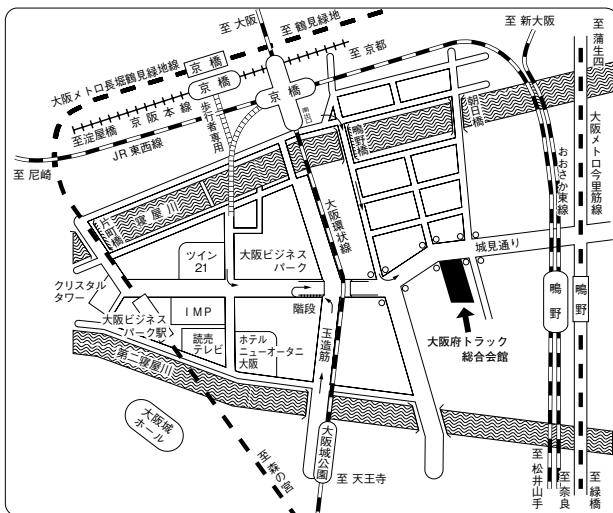 至 大阪
至 鶴見緑地
大阪メトロ長堀鶴見緑地線
京 橋
至 京都
至 新大阪
至 蒲生四
京 橋
京 阪 本 線
至淀屋橋
京 橋
南出口
歩行者専用
JR東西線
至 尼崎
鴫野橋
朝日橋
おおさか東線
大阪メトロ今里筋線
寝 屋 川
片町橋
大阪環状線
城見通り
ツイン
21
大阪ビジネス
パーク
クリスタル
タワー
大阪ビジネス
パーク駅
IMP
階段
読売
テレビ
ホテル
ニューオータニ
大阪
玉造筋
大阪府トラック
総合会館
鴫 野
鴫 野
第二寝屋川
大阪城
ホール
大阪城公園
至 森の宮
至 天王寺
至 松井山手
至 奈良
至 緑橋